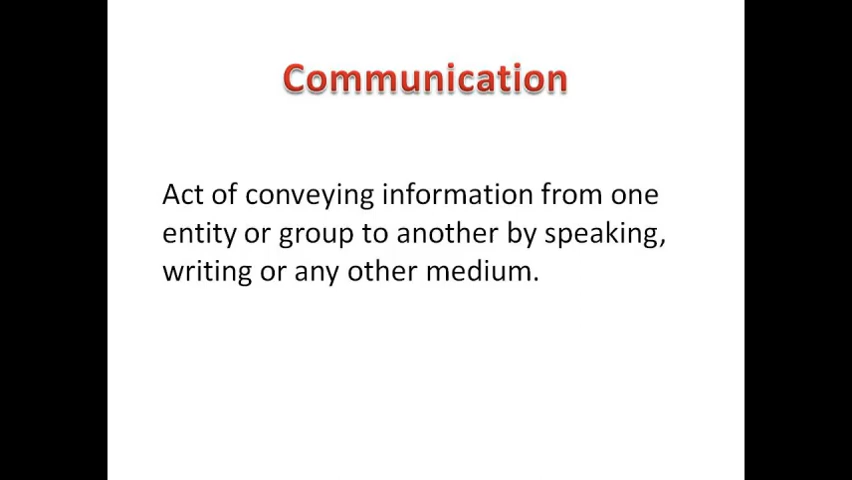 Communication
Act of conveying information from one
entity or group to another by speaking,
writing or any other medium.